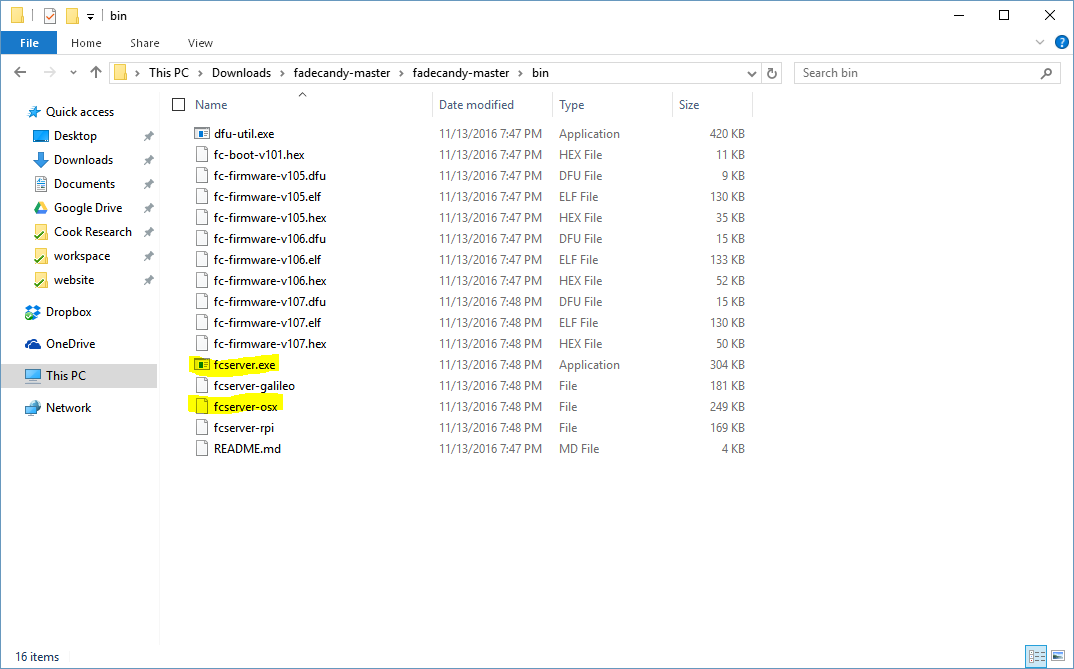 bin
File Home Share View
This PC Downloads fadecandy-master fadecandy-master bin
Search bin
Quick access
Desktop
Downloads
Documents
Google Drive
Cook Research
workspace
website
Dropbox
OneDrive
This PC
Network
Name Date modified Type Size
dfu-util.exe 11/13/2016 7:47 PM Application 420 KB
fc-boot-v101.hex 11/13/2016 7:47 PM HEX File 11 KB
fc-firmware-v105.dfu 11/13/2016 7:47 PM DFU File 9 KB
fc-firmware-v105.elf 11/13/2016 7:47 PM ELF File 130 KB
fc-firmware-v105.hex 11/13/2016 7:47 PM HEX File 35 KB
fc-firmware-v106.dfu 11/13/2016 7:47 PM DFU File 15 KB
fc-firmware-v106.elf 11/13/2016 7:47 PM ELF File 133 KB
fc-firmware-v106.hex 11/13/2016 7:47 PM HEX File 52 KB
fc-firmware-v107.dfu 11/13/2016 7:48 PM DFU File 15 KB
fc-firmware-v107.elf 11/13/2016 7:48 PM ELF File 130 KB
fc-firmware-v107.hex 11/13/2016 7:48 PM HEX File 50 KB
fcserver.exe 11/13/2016 7:48 PM Application 304 KB
fcserver-galileo 11/13/2016 7:48 PM File 181 KB
fcserver-osx 11/13/2016 7:48 PM File 249 KB
fcserver-rpi 11/13/2016 7:48 PM File 169 KB
README.md 11/13/2016 7:47 PM MD File 4 KB
16 items